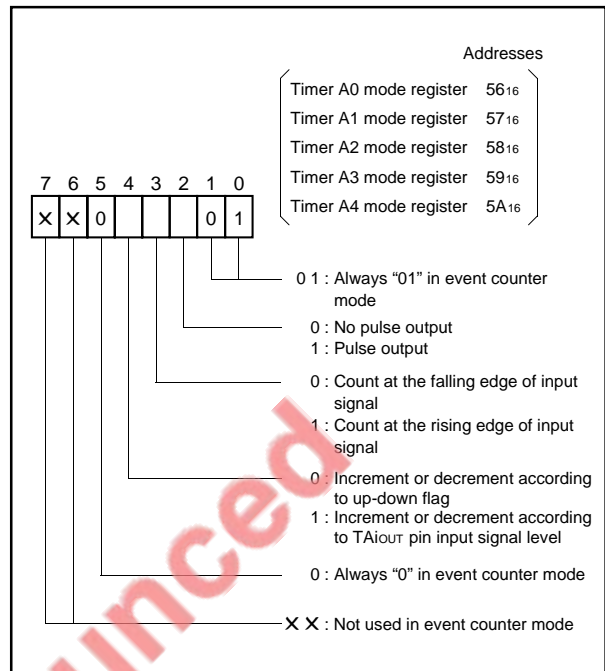 Addresses
Timer A0 mode register 56₁₆
Timer A1 mode register 57₁₆
Timer A2 mode register 58₁₆
Timer A3 mode register 59₁₆
Timer A4 mode register 5A₁₆
7 6 5 4 3 2 1 0
× × 0 0 1
0 1 : Always “01” in event counter
mode
0 : No pulse output
1 : Pulse output
0 : Count at the falling edge of input
signal
1 : Count at the rising edge of input
signal
0 : Increment or decrement according
to up-down flag
1 : Increment or decrement according
to TAiOUT pin input signal level
0 : Always “0” in event counter mode
× × : Not used in event counter mode
unced